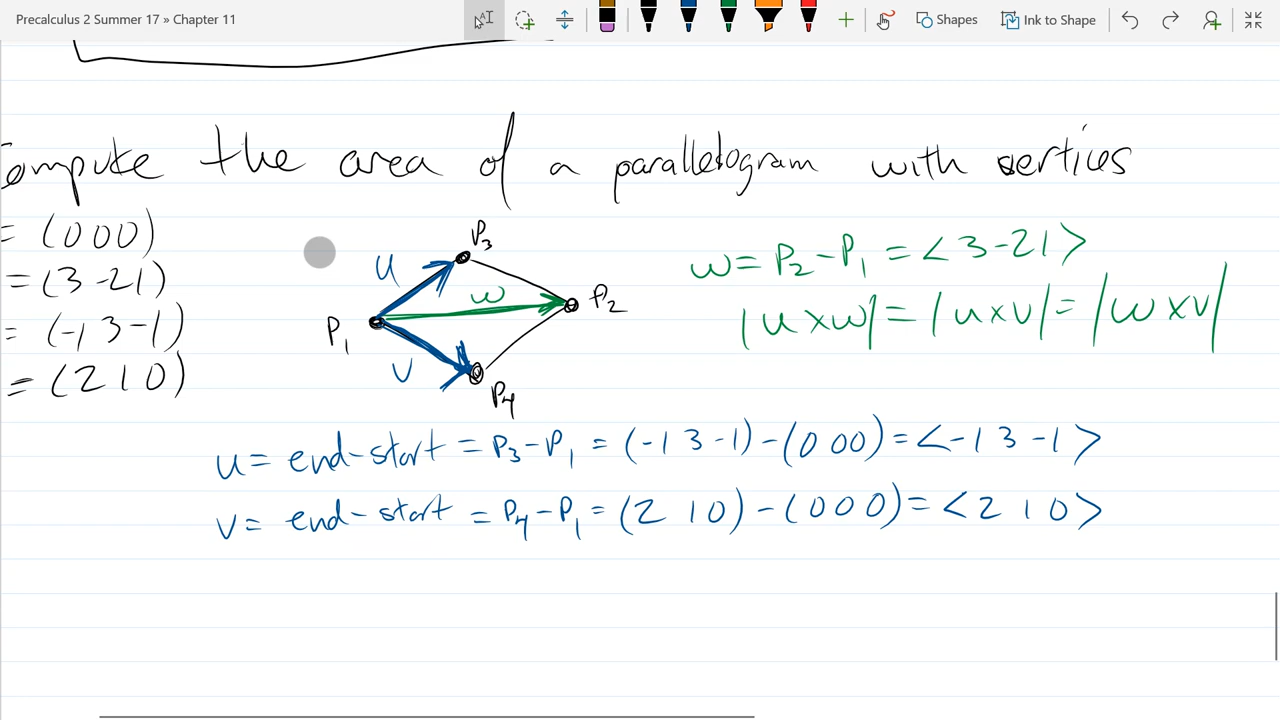 Precalculus 2 Summer 17 » Chapter 11
Shapes
Ink to Shape
ompute the area of a parallelogram with vertices
= (0 0 0)
= (3 -2 1)
= (-1 3 -1)
= (2 1 0)
P3
u
w
P2
P1
v
P4
w = P2 - P1 = <3 -2 1>
|u × w| = |u × v| = |w × v|
u = end-start = P3 - P1 = (-1 3 -1) - (0 0 0) = <-1 3 -1>
v = end-start = P4 - P1 = (2 1 0) - (0 0 0) = <2 1 0>